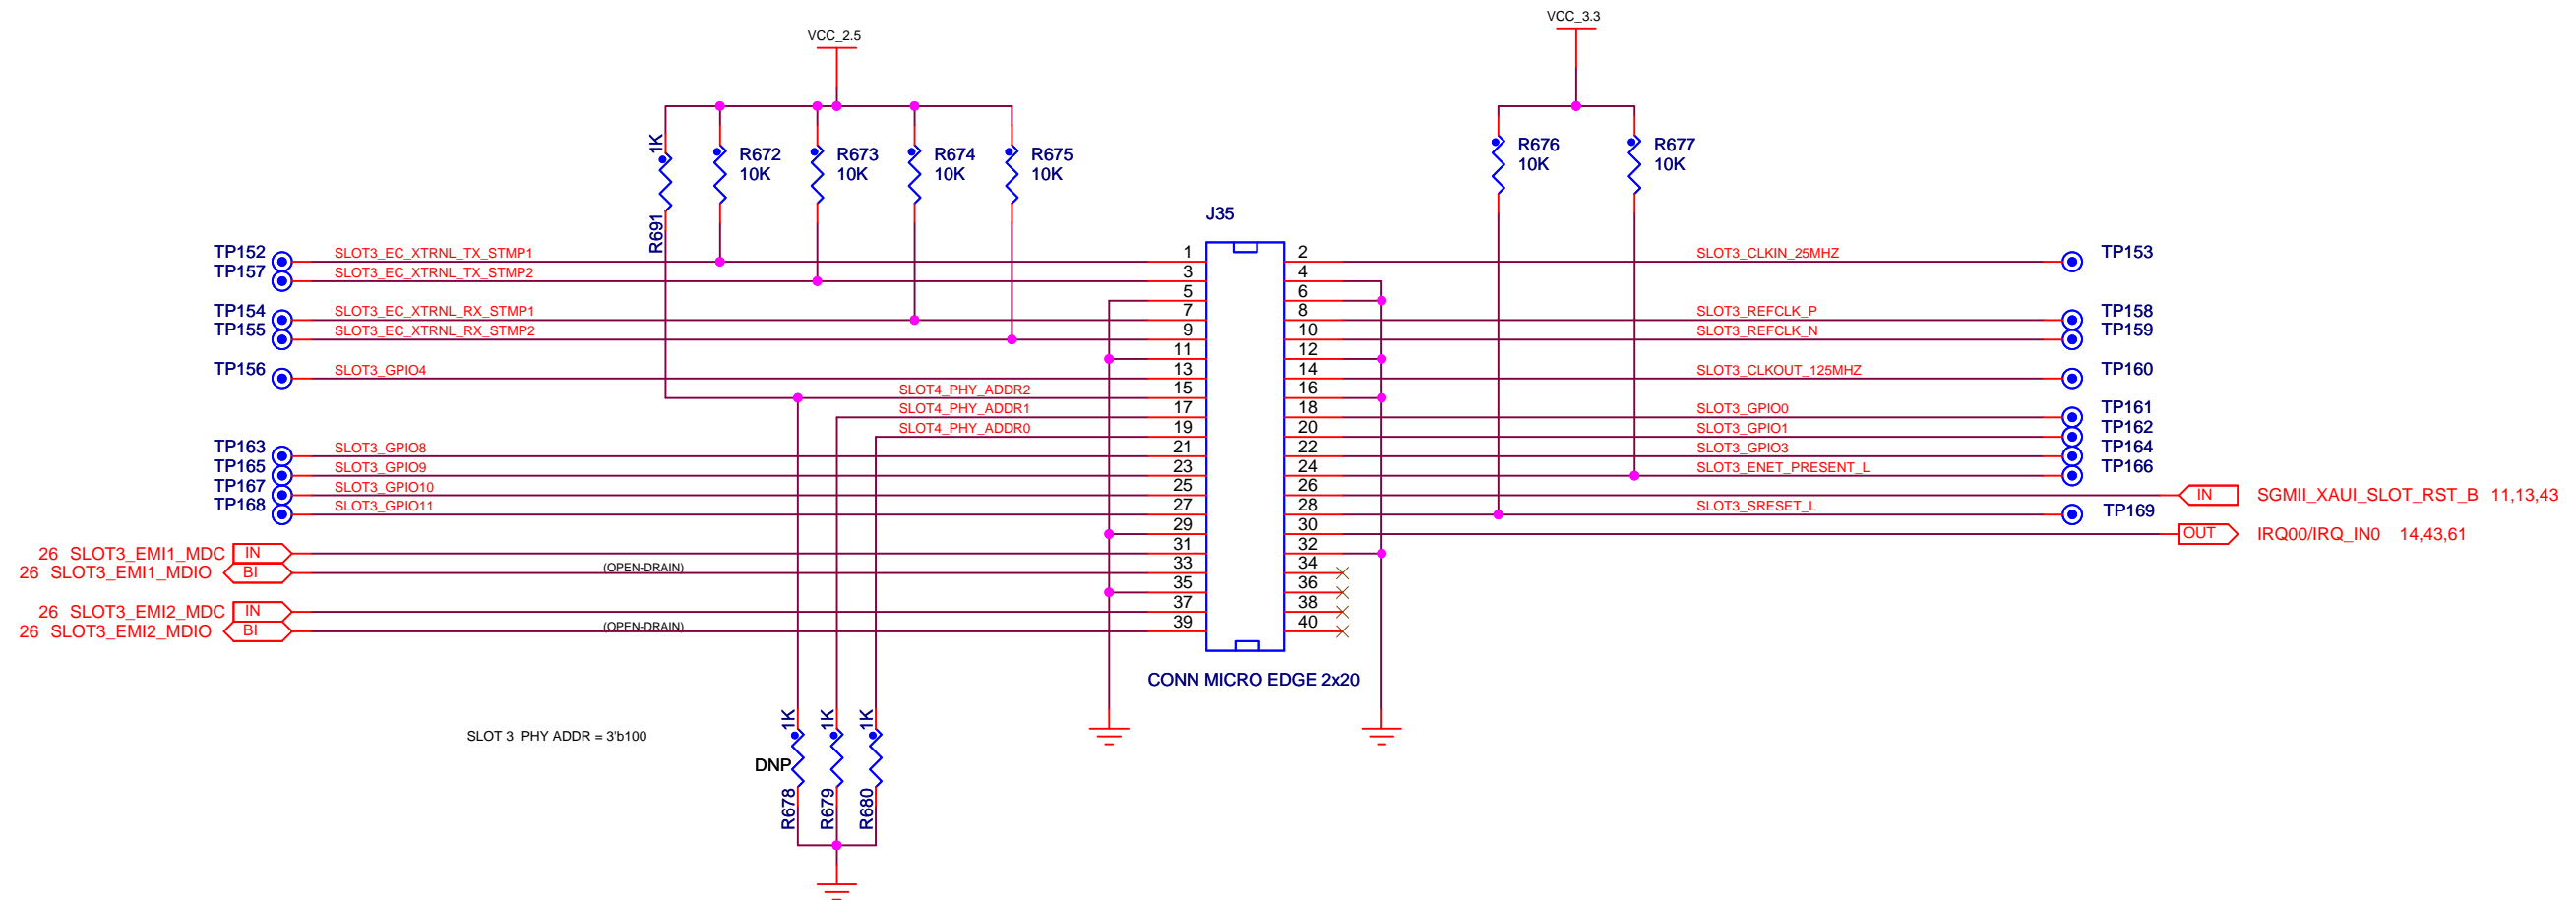 VCC_3.3
VCC_2.5
1K
R691
R672
10K
R673
10K
R674
10K
R675
10K
R676
10K
R677
10K
J35
TP152 SLOT3_EC_XTRNL_TX_STMP1 1 2 SLOT3_CLKIN_25MHZ TP153
TP157 SLOT3_EC_XTRNL_TX_STMP2 3 4
5 6
TP154 SLOT3_EC_XTRNL_RX_STMP1 7 8 SLOT3_REFCLK_P TP158
TP155 SLOT3_EC_XTRNL_RX_STMP2 9 10 SLOT3_REFCLK_N TP159
11 12
TP156 SLOT3_GPIO4 13 14 SLOT3_CLKOUT_125MHZ TP160
SLOT4_PHY_ADDR2 15 16
SLOT4_PHY_ADDR1 17 18 SLOT3_GPIO0 TP161
SLOT4_PHY_ADDR0 19 20 SLOT3_GPIO1 TP162
TP163 SLOT3_GPIO8 21 22 SLOT3_GPIO3 TP164
TP165 SLOT3_GPIO9 23 24 SLOT3_ENET_PRESENT_L TP166
TP167 SLOT3_GPIO10 25 26 IN SGMII_XAUI_SLOT_RST_B 11,13,43
TP168 SLOT3_GPIO11 27 28 SLOT3_SRESET_L TP169
29 30 OUT IRQ00/IRQ_IN0 14,43,61
26 SLOT3_EMI1_MDC IN 31 32
26 SLOT3_EMI1_MDIO BI (OPEN-DRAIN) 33 34
35 36
26 SLOT3_EMI2_MDC IN 37 38
26 SLOT3_EMI2_MDIO BI (OPEN-DRAIN) 39 40
CONN MICRO EDGE 2x20
SLOT 3 PHY ADDR = 3'b100
1K
1K
1K
DNP
R678
R679
R680